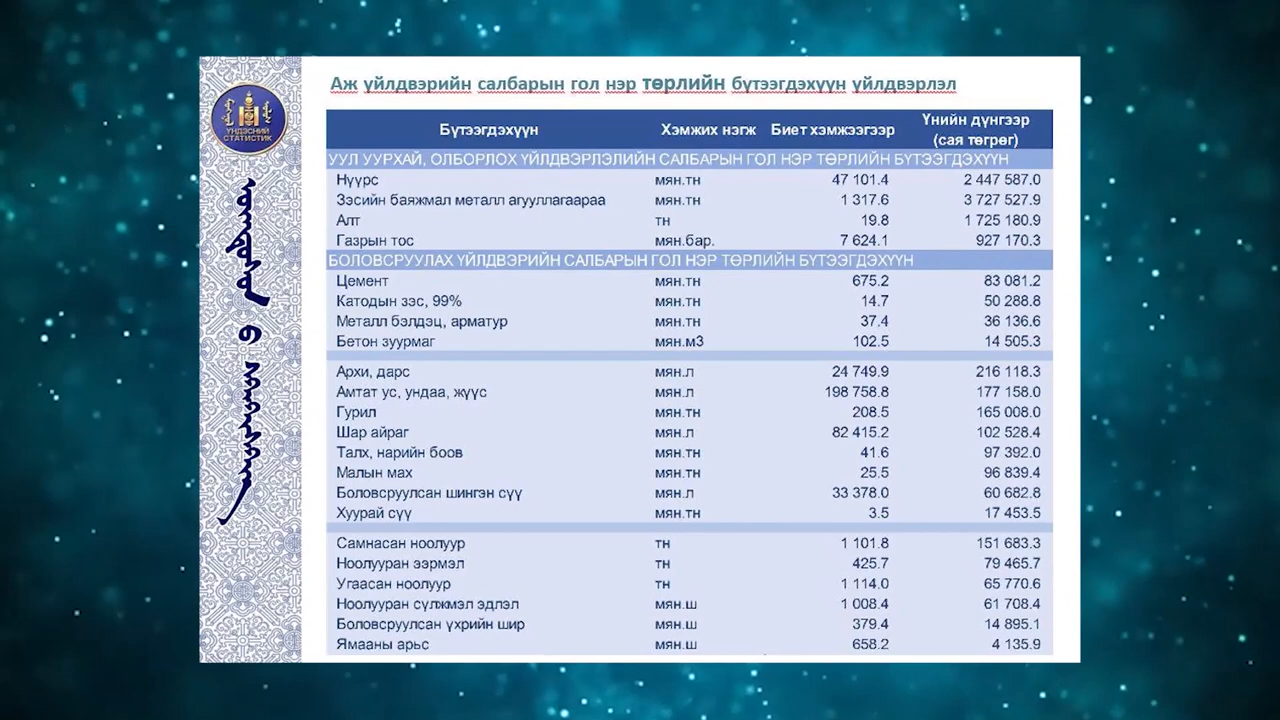 Аж үйлдвэрийн салбарын гол нэр төрлийн бүтээгдэхүүн үйлдвэрлэл
ҮНДЭСНИЙ
СТАТИСТИК
Бүтээгдэхүүн Хэмжих нэгж Биет хэмжээгээр Үнийн дүнгээр
(сая төгрөг)
УУЛ УУРХАЙ, ОЛБОРЛОХ ҮЙЛДВЭРЛЭЛИЙН САЛБАРЫН ГОЛ НЭР ТӨРЛИЙН БҮТЭЭГДЭХҮҮН
Нүүрс мян.тн 47 101.4 2 447 587.0
Зэсийн баяжмал металл агууллагаараа мян.тн 1 317.6 3 727 527.9
Алт тн 19.8 1 725 180.9
Газрын тос мян.бар. 7 624.1 927 170.3
БОЛОВСРУУЛАХ ҮЙЛДВЭРИЙН САЛБАРЫН ГОЛ НЭР ТӨРЛИЙН БҮТЭЭГДЭХҮҮН
Цемент мян.тн 675.2 83 081.2
Катодын зэс, 99% мян.тн 14.7 50 288.8
Металл бэлдэц, арматур мян.тн 37.4 36 136.6
Бетон зуурмаг мян.м3 102.5 14 505.3
Архи, дарс мян.л 24 749.9 216 118.3
Амтат ус, ундаа, жүүс мян.л 198 758.8 177 158.0
Гурил мян.тн 208.5 165 008.0
Шар айраг мян.л 82 415.2 102 528.4
Талх, нарийн боов мян.тн 41.6 97 392.0
Малын мах мян.тн 25.5 96 839.4
Боловсруулсан шингэн сүү мян.л 33 378.0 60 682.8
Хуурай сүү мян.тн 3.5 17 453.5
Самнасан ноолуур тн 1 101.8 151 683.3
Ноолууран ээрмэл тн 425.7 79 465.7
Угаасан ноолуур тн 1 114.0 65 770.6
Ноолууран сүлжмэл эдлэл мян.ш 1 008.4 61 708.4
Боловсруулсан үхрийн шир мян.ш 379.4 14 895.1
Ямааны арьс мян.ш 658.2 4 135.9